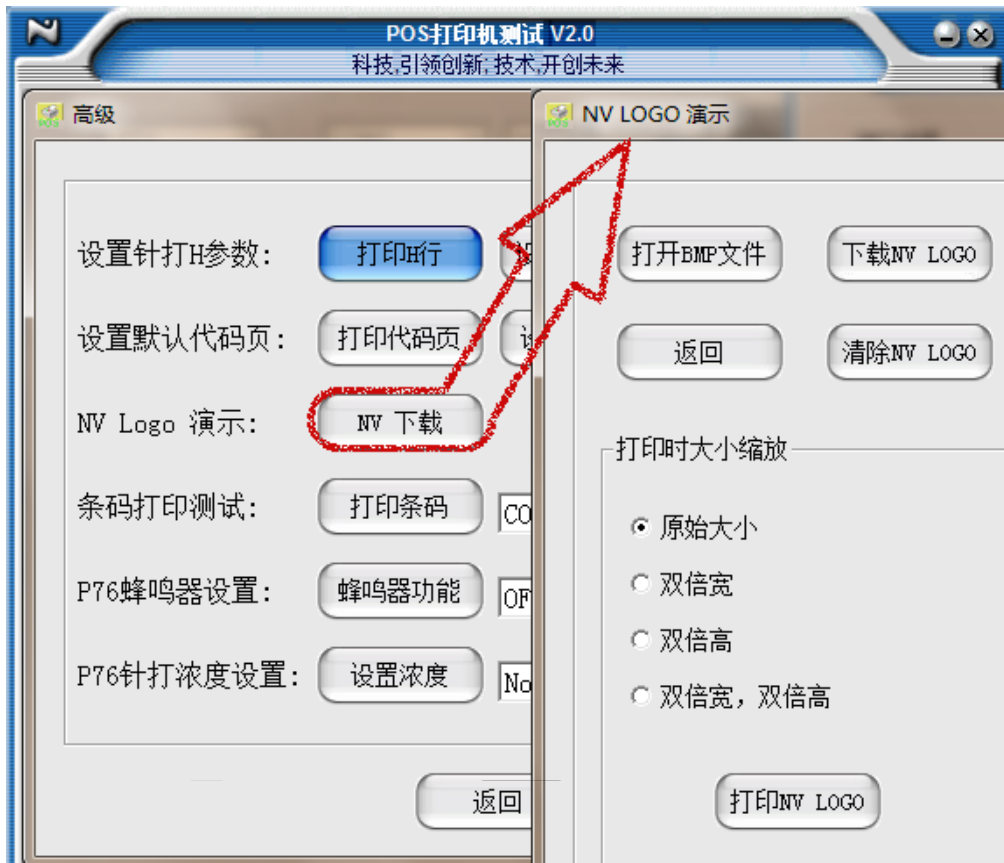 POS打印机测试 V2.0
科技,引领创新; 技术,开创未来
高级
设置针打H参数: 打印H行
设置默认代码页: 打印代码页
NV Logo 演示: NV 下载
条码打印测试: 打印条码 CO
P76蜂鸣器设置: 蜂鸣器功能 OF
P76针打浓度设置: 设置浓度 No
返回
NV LOGO 演示
打开BMP文件 下载NV LOGO
返回 清除NV LOGO
打印时大小缩放
原始大小
双倍宽
双倍高
双倍宽，双倍高
打印NV LOGO